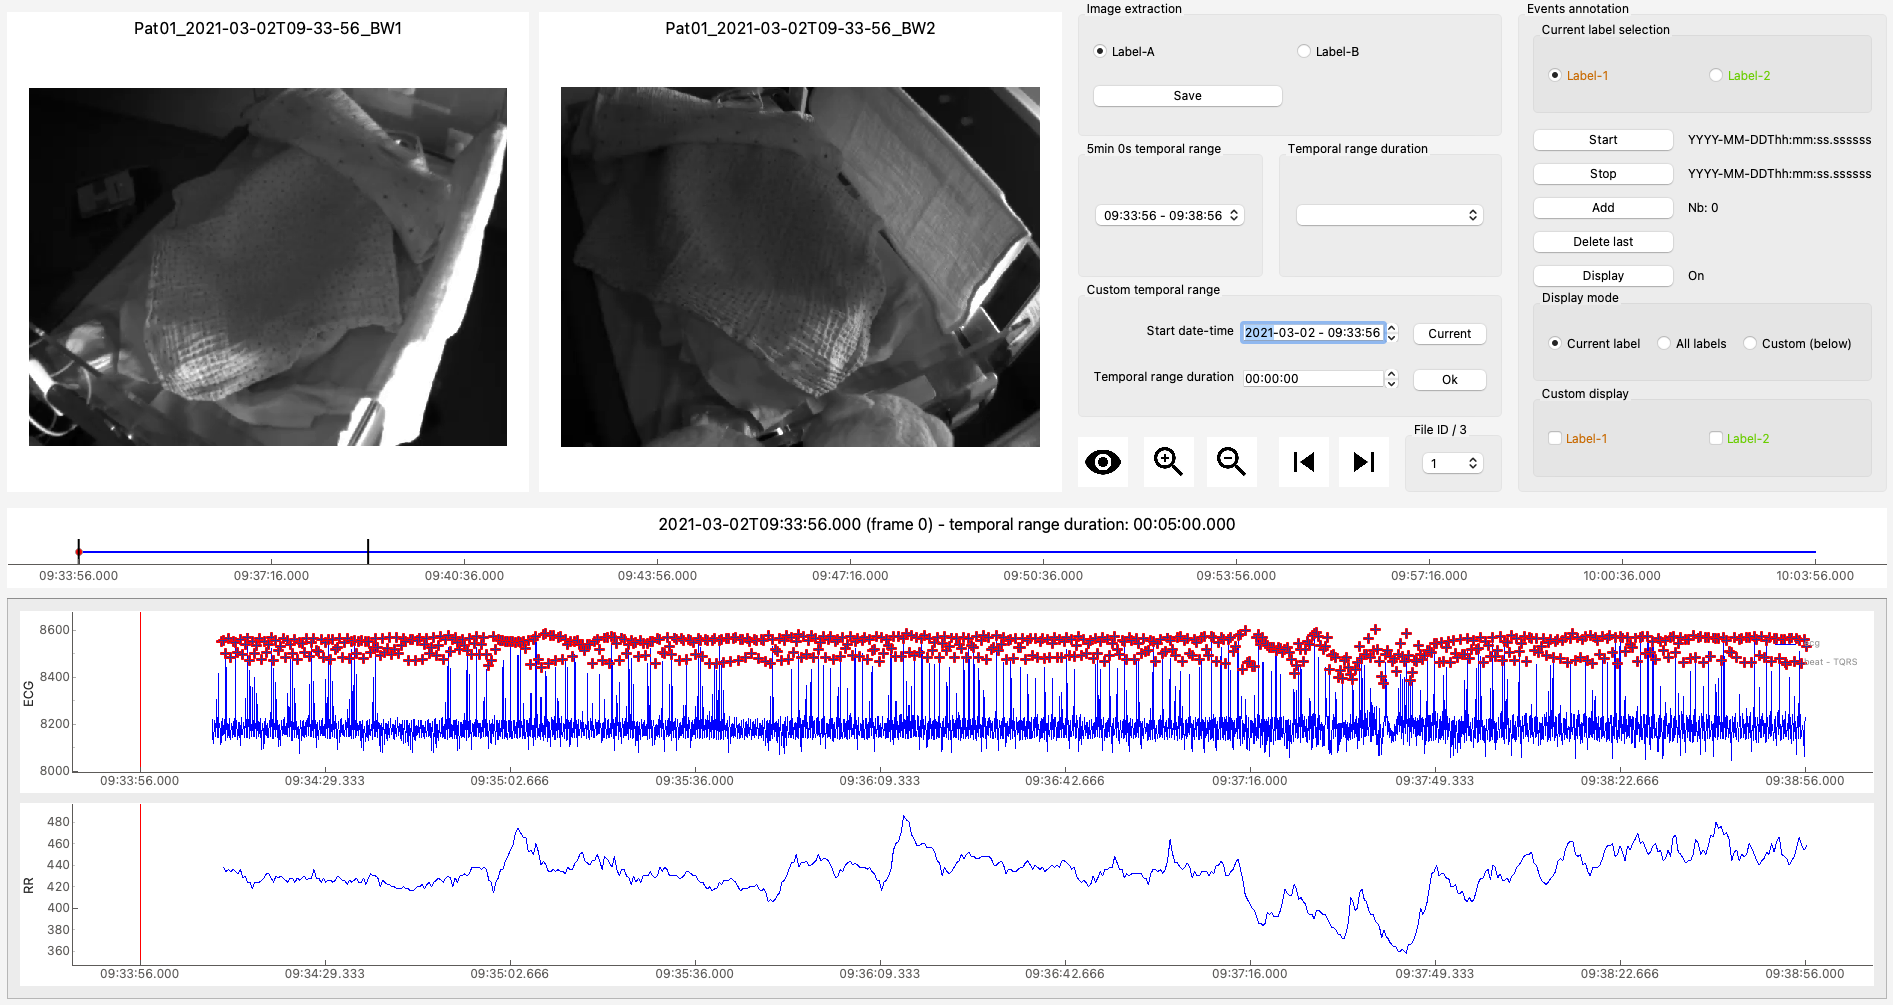 Pat01_2021-03-02T09-33-56_BW1
Pat01_2021-03-02T09-33-56_BW2
Image extraction
Label-A Label-B
Save
5min 0s temporal range
09:33:56 - 09:38:56
Temporal range duration
Custom temporal range
Start date-time 2021-03-02 - 09:33:56 Current
Temporal range duration 00:00:00 Ok
File ID / 3
1
Events annotation
Current label selection
Label-1 Label-2
Start YYYY-MM-DDThh:mm:ss.ssssss
Stop YYYY-MM-DDThh:mm:ss.ssssss
Add Nb: 0
Delete last
Display On
Display mode
Current label All labels Custom (below)
Custom display
Label-1 Label-2
2021-03-02T09:33:56.000 (frame 0) - temporal range duration: 00:05:00.000
09:33:56.000 09:37:16.000 09:40:36.000 09:43:56.000 09:47:16.000 09:50:36.000 09:53:56.000 09:57:16.000 10:00:36.000 10:03:56.000
ECG
8600
8400
8200
8000
beat - TQRS
09:33:56.000 09:34:29.333 09:35:02.666 09:35:36.000 09:36:09.333 09:36:42.666 09:37:16.000 09:37:49.333 09:38:22.666 09:38:56.000
RR
480
460
440
420
400
380
360
09:33:56.000 09:34:29.333 09:35:02.666 09:35:36.000 09:36:09.333 09:36:42.666 09:37:16.000 09:37:49.333 09:38:22.666 09:38:56.000